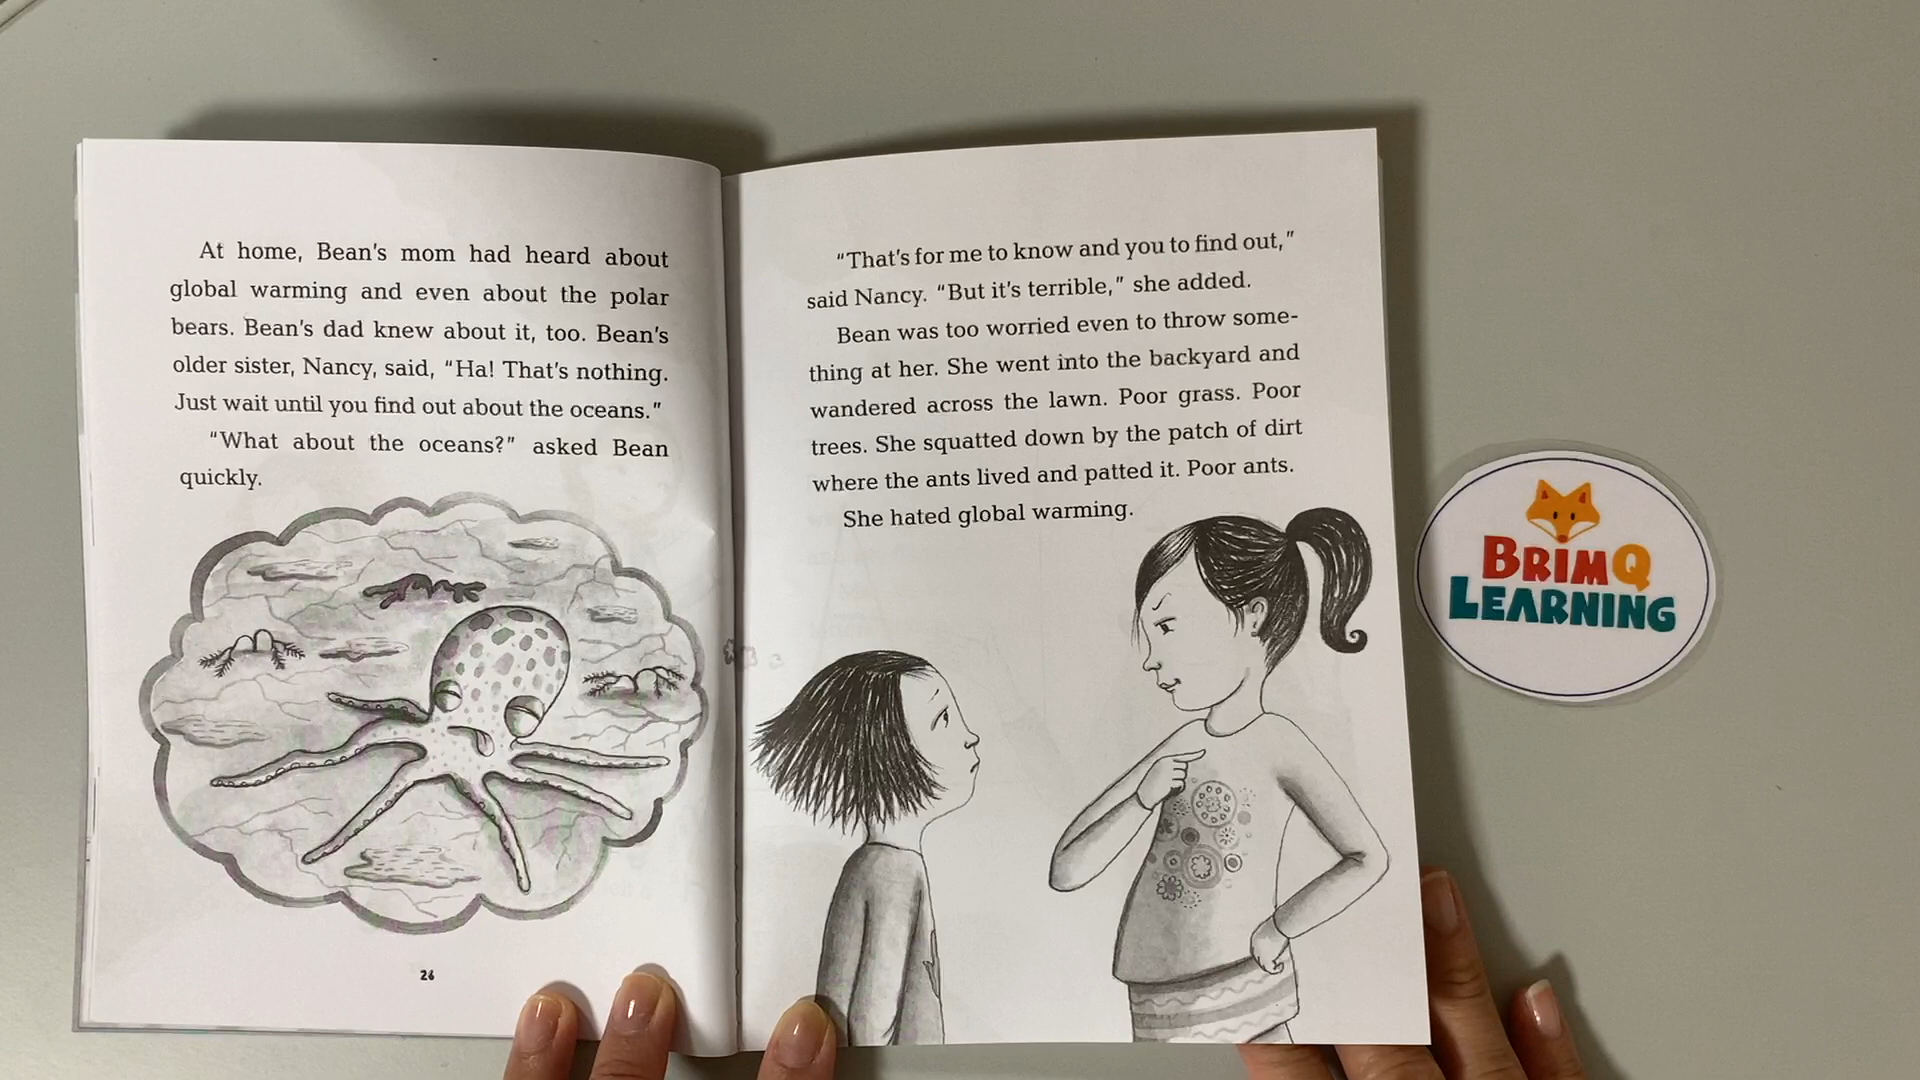 At home, Bean's mom had heard about
global warming and even about the polar
bears. Bean's dad knew about it, too. Bean's
older sister, Nancy, said, “Ha! That's nothing.
Just wait until you find out about the oceans.”
“What about the oceans?” asked Bean
quickly.
26
“That's for me to know and you to find out,”
said Nancy. “But it's terrible,” she added.
Bean was too worried even to throw some-
thing at her. She went into the backyard and
wandered across the lawn. Poor grass. Poor
trees. She squatted down by the patch of dirt
where the ants lived and patted it. Poor ants.
She hated global warming.
BRIMQ
LEARNING